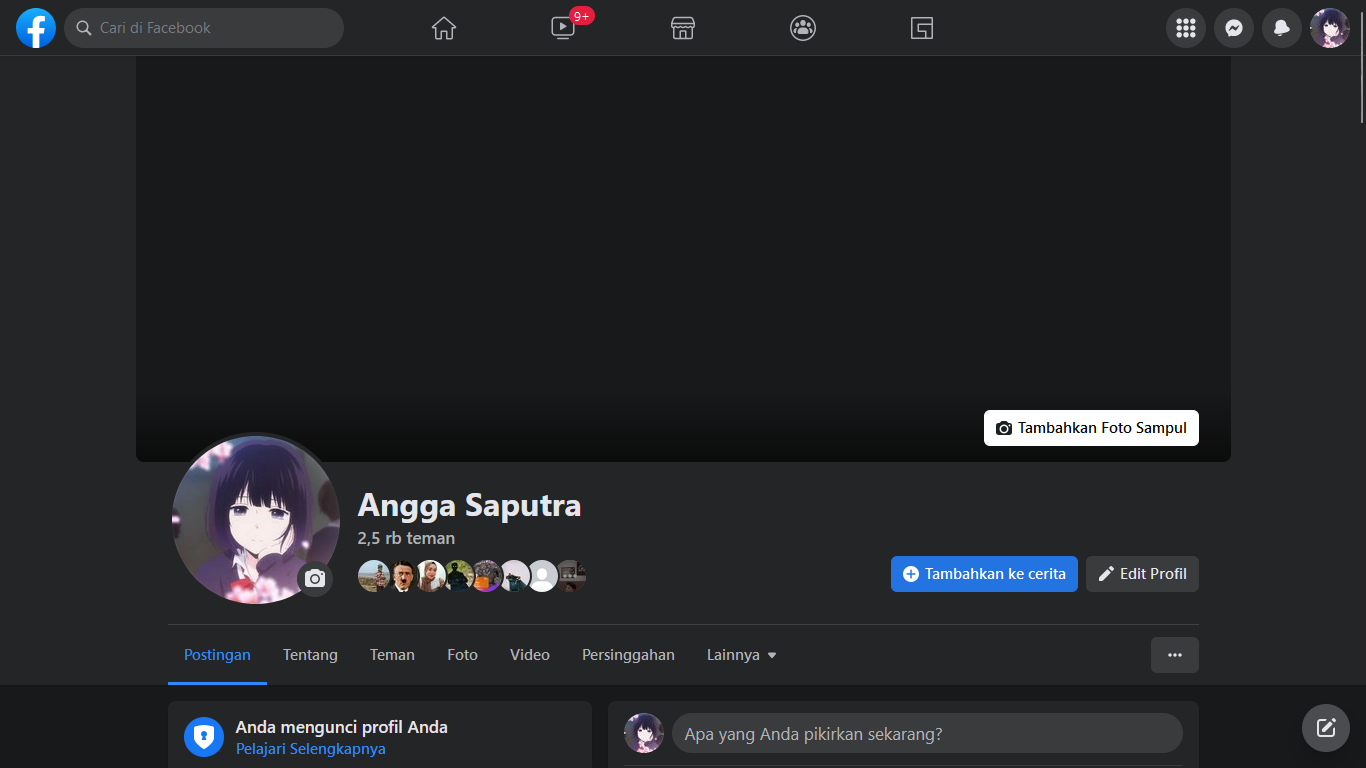 Cari di Facebook
9+
Tambahkan Foto Sampul
Angga Saputra
2,5 rb teman
Tambahkan ke cerita
Edit Profil
Postingan Tentang Teman Foto Video Persinggahan Lainnya
Anda mengunci profil Anda
Pelajari Selengkapnya
Apa yang Anda pikirkan sekarang?